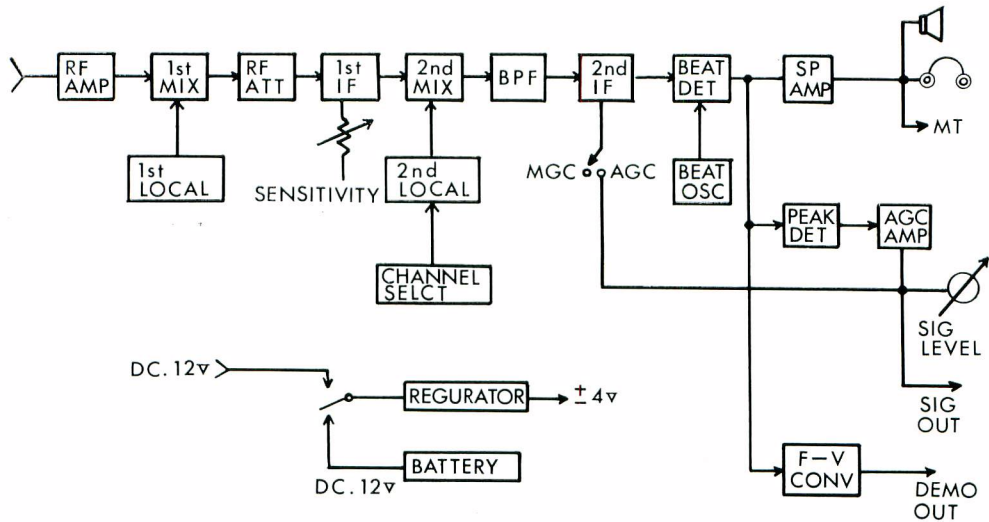 RF
AMP
1st
MIX
RF
ATT
1st
IF
2nd
MIX
BPF
2nd
IF
BEAT
DET
SP
AMP
MT
1st
LOCAL
SENSITIVITY
2nd
LOCAL
MGC
AGC
BEAT
OSC
PEAK
DET
AGC
AMP
CHANNEL
SELCT
SIG
LEVEL
DC.12v
REGURATOR
±4v
SIG
OUT
BATTERY
DC.12v
F-V
CONV
DEMO
OUT